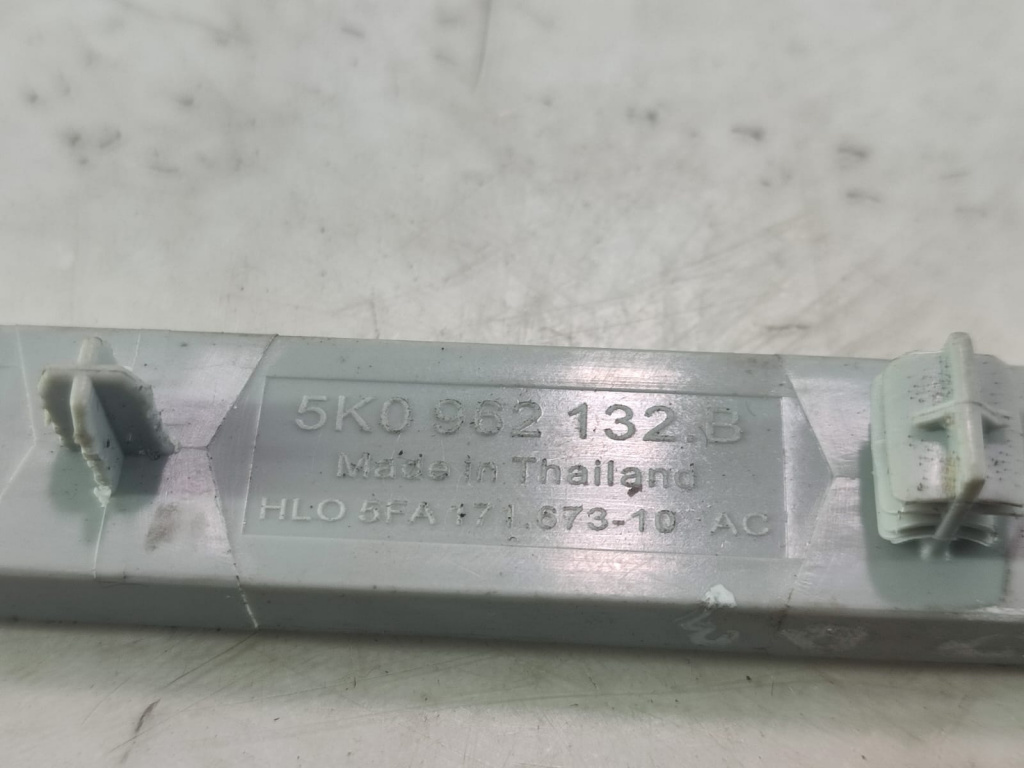 5K0 962 132.B
Made in Thailand
HLO 5FA 171.673-10 AC